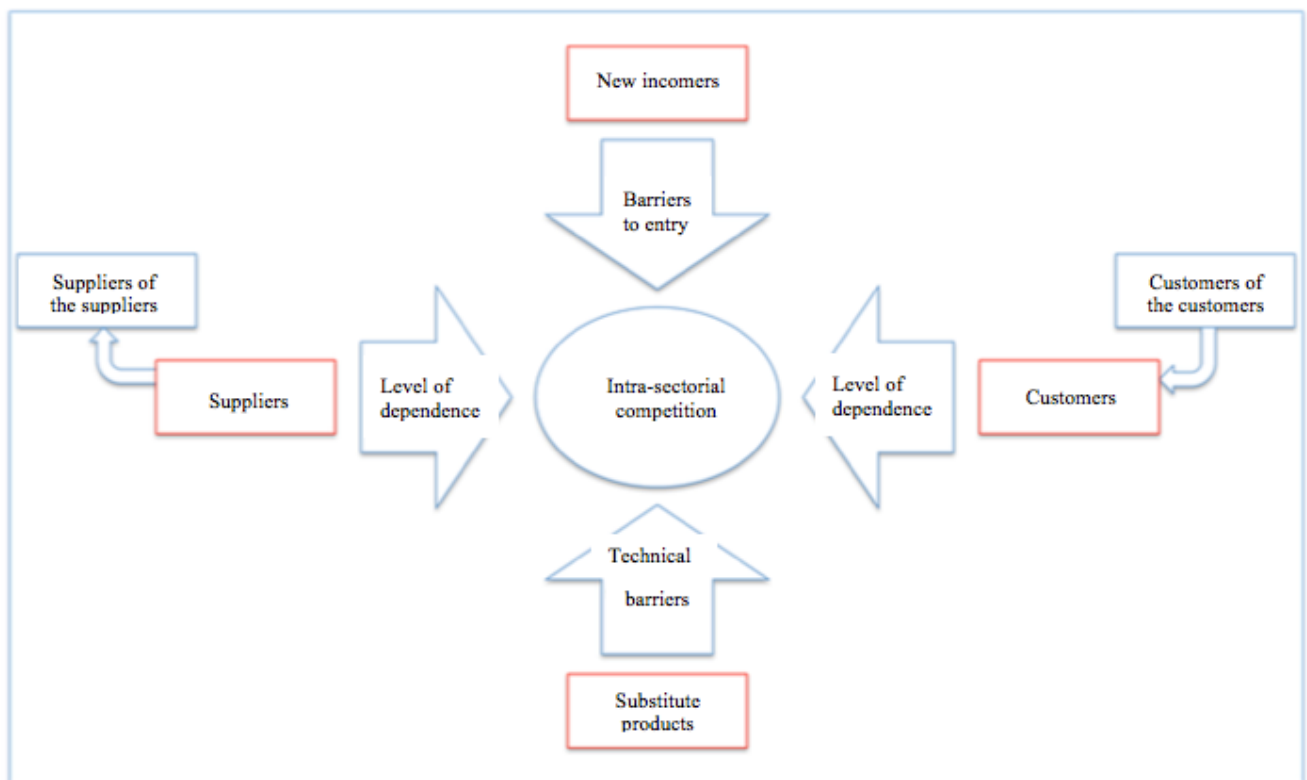 New incomers
Barriers
to entry
Suppliers of
the suppliers
Customers of
the customers
Suppliers
Level of
dependence
Intra-sectorial
competition
Level of
dependence
Customers
Technical
barriers
Substitute
products